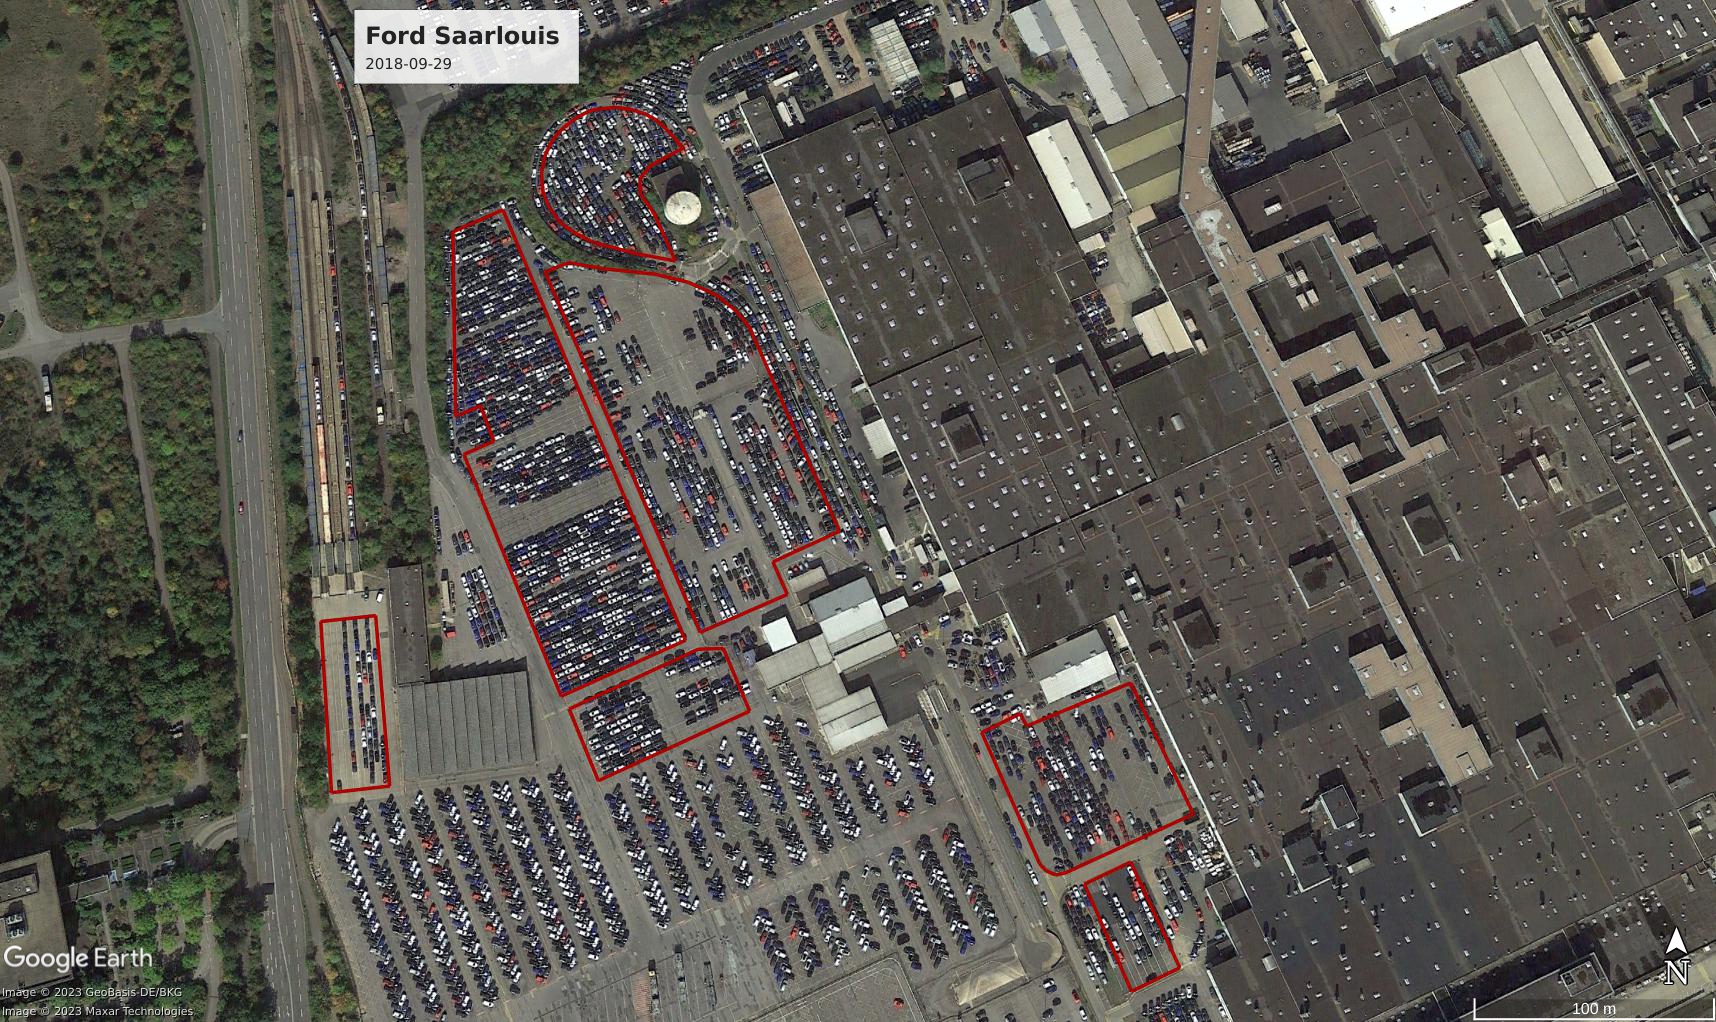 Ford Saarlouis
2018-09-29
Google Earth
Image © 2023 GeoBasis-DE/BKG
Image © 2023 Maxar Technologies
N
100 m